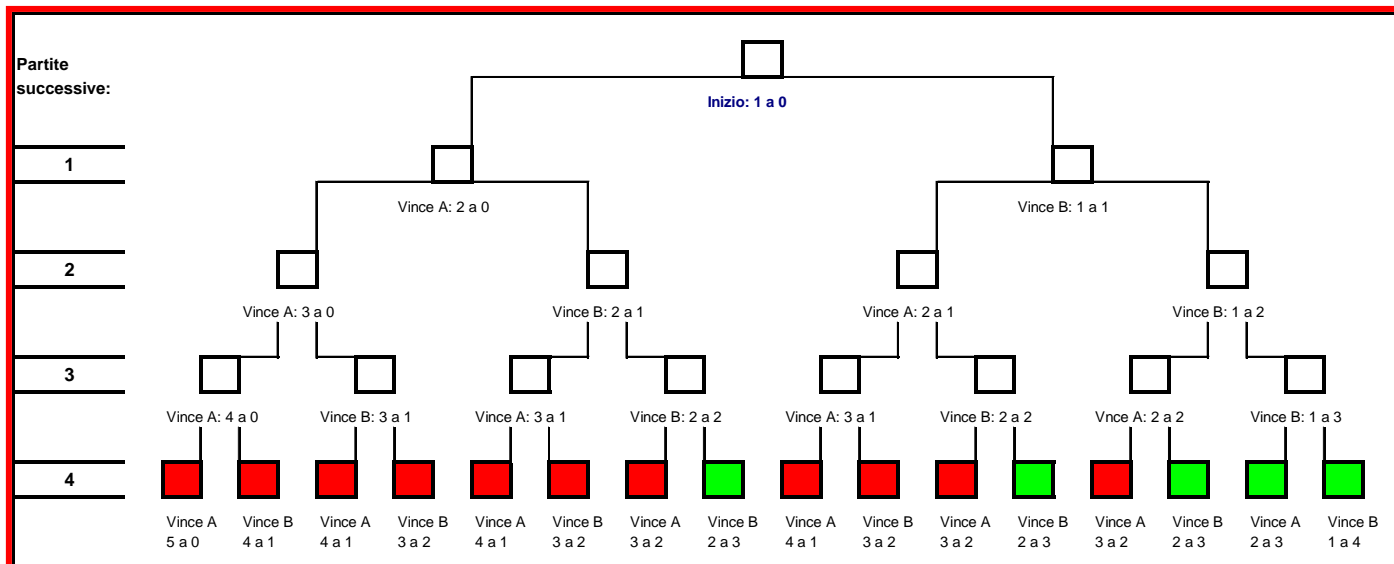 Partite
successive:
Inizio: 1 a 0
1
Vince A: 2 a 0
Vince B: 1 a 1
2
Vince A: 3 a 0
Vince B: 2 a 1
Vince A: 2 a 1
Vince B: 1 a 2
3
Vince A: 4 a 0
Vince B: 3 a 1
Vince A: 3 a 1
Vince B: 2 a 2
Vince A: 3 a 1
Vince B: 2 a 2
Vnce A: 2 a 2
Vince B: 1 a 3
4
Vince A
5 a 0
Vince B
4 a 1
Vince A
4 a 1
Vince B
3 a 2
Vince A
4 a 1
Vince B
3 a 2
Vince A
3 a 2
Vince B
2 a 3
Vince A
4 a 1
Vince B
3 a 2
Vince A
3 a 2
Vince B
2 a 3
Vince A
3 a 2
Vince B
2 a 3
Vince A
2 a 3
Vince B
1 a 4